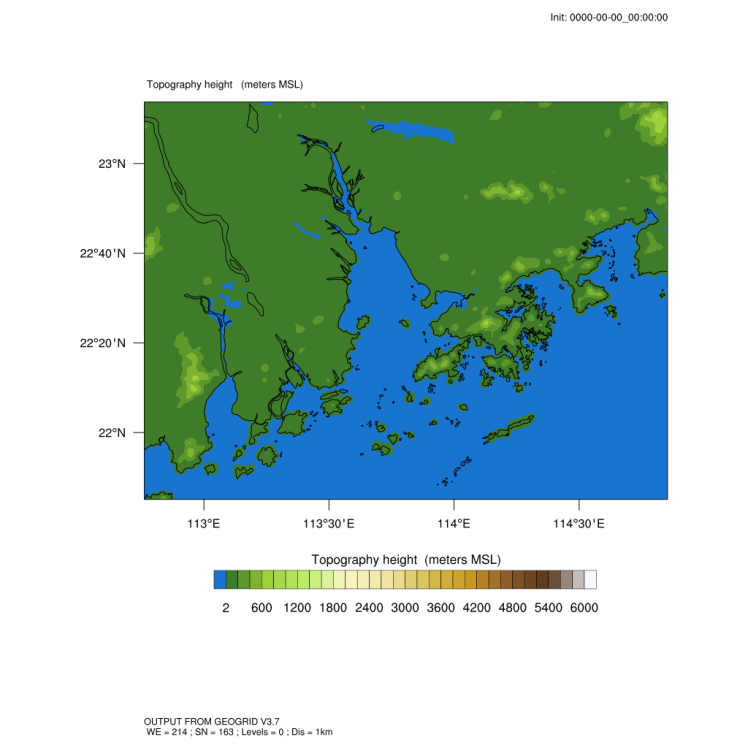 Init: 0000-00-00_00:00:00
Topography height (meters MSL)
23°N
22°40'N
22°20'N
22°N
113°E 113°30'E 114°E 114°30'E
Topography height (meters MSL)
2 600 1200 1800 2400 3000 3600 4200 4800 5400 6000
OUTPUT FROM GEOGRID V3.7
WE = 214 ; SN = 163 ; Levels = 0 ; Dis = 1km